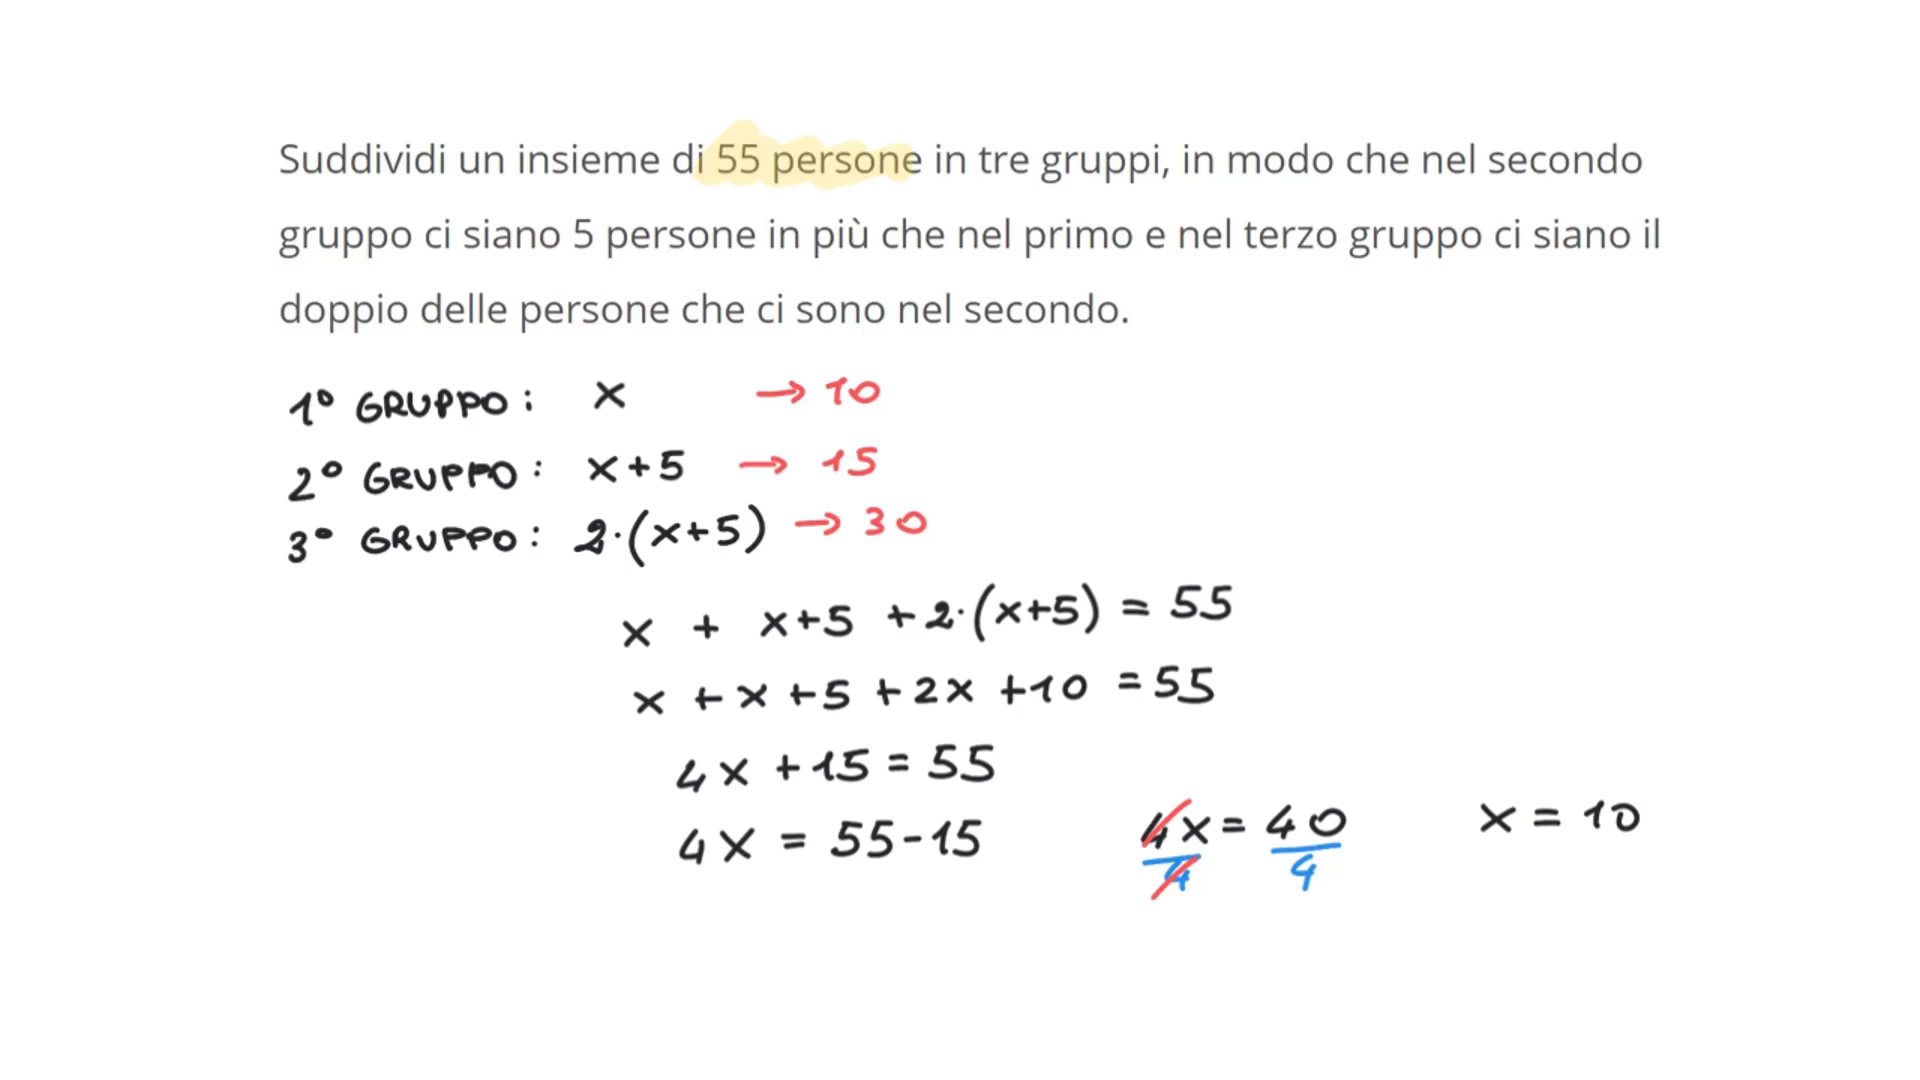 Suddividi un insieme di 55 persone in tre gruppi, in modo che nel secondo
gruppo ci siano 5 persone in più che nel primo e nel terzo gruppo ci siano il
doppio delle persone che ci sono nel secondo.
1° GRUPPO: x → 10
2° GRUPPO: x+5 → 15
3° GRUPPO: 2·(x+5) → 30
x + x+5 +2·(x+5) = 55
x + x +5 +2x +10 =55
4x +15 = 55
4x = 55-15
4x/4 = 40/4
x = 10